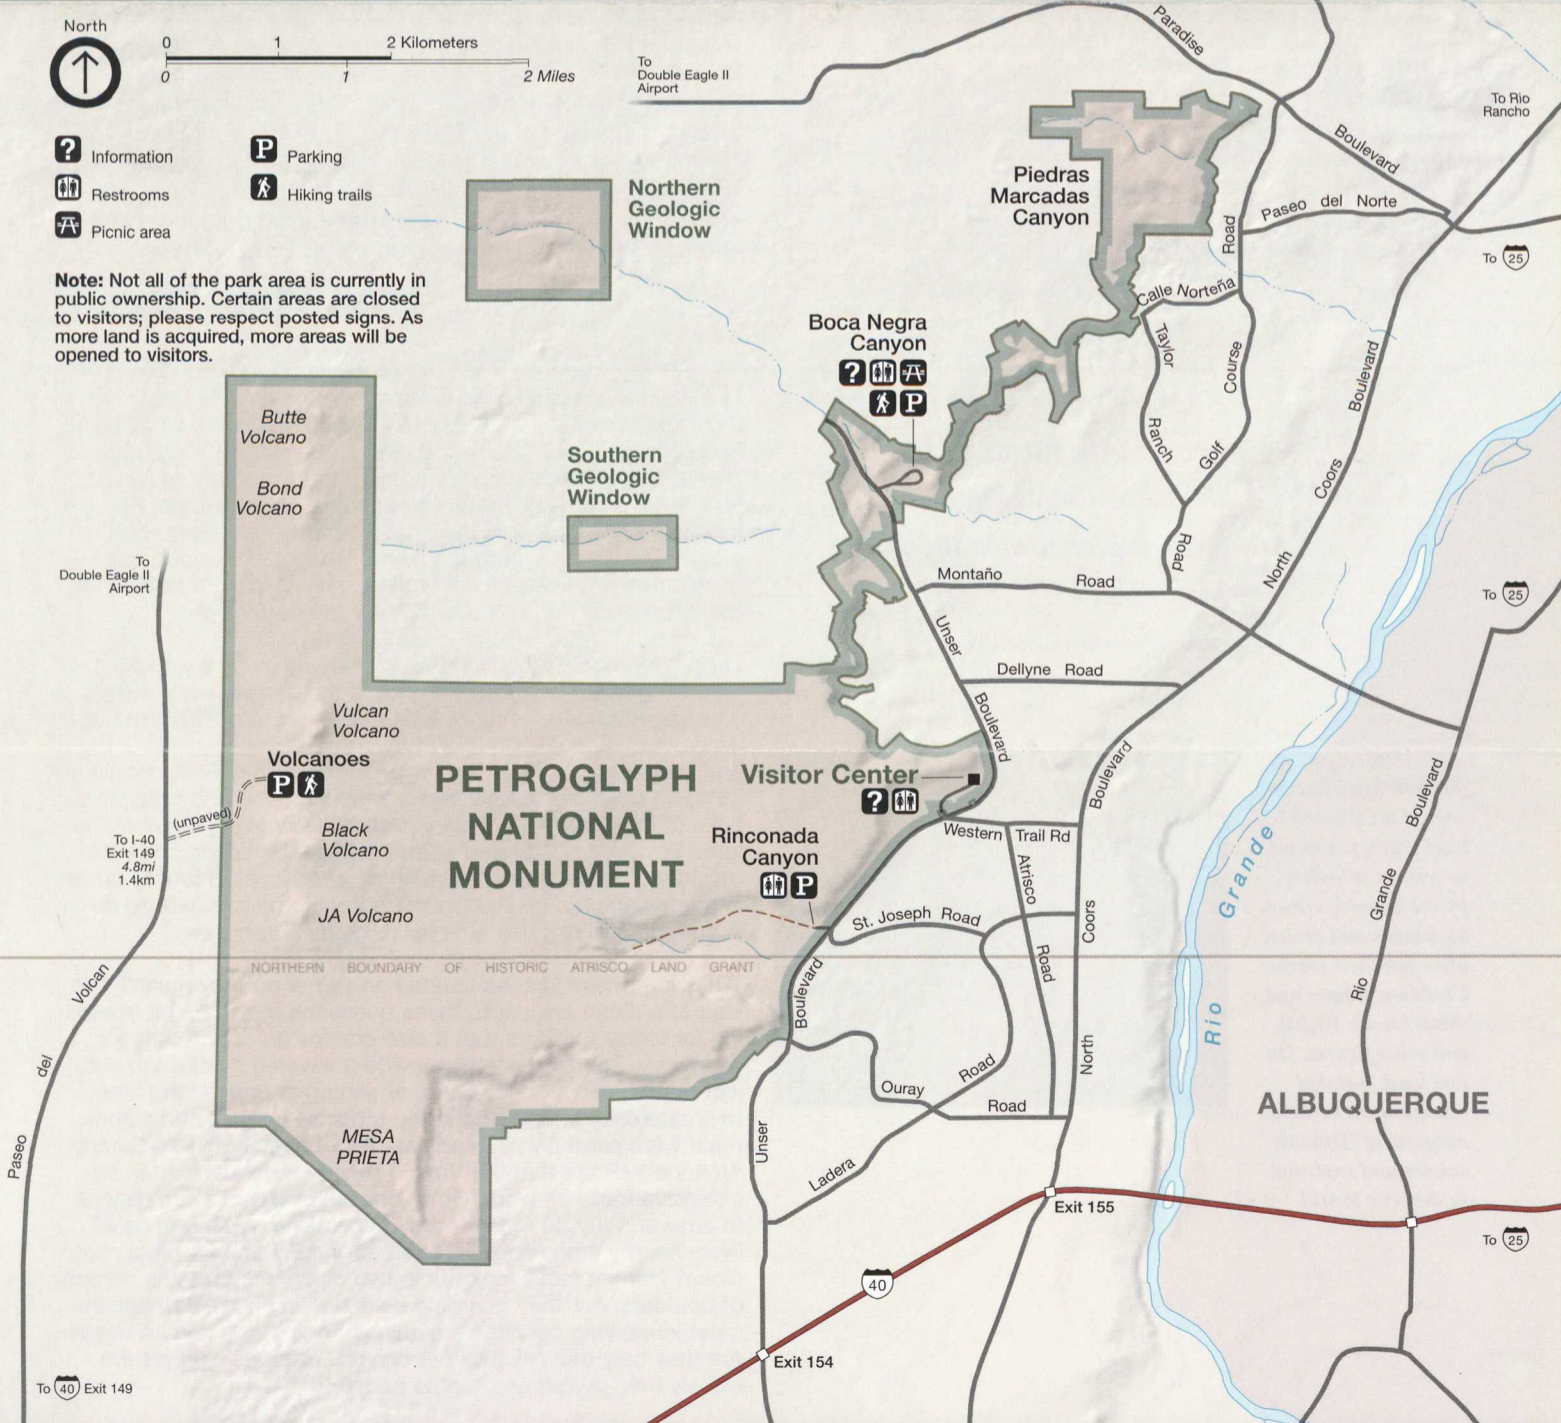 North
0 1 2 Kilometers
0 1 2 Miles
? Information
Restrooms
Picnic area
P Parking
Hiking trails
Note: Not all of the park area is currently in
public ownership. Certain areas are closed
to visitors; please respect posted signs. As
more land is acquired, more areas will be
opened to visitors.
To
Double Eagle II
Airport
Paradise
Boulevard
To Rio
Rancho
Northern
Geologic
Window
Piedras
Marcadas
Canyon
Road
Paseo del Norte
To 25
Calle Norteña
Boca Negra
Canyon
?
P
Taylor
Ranch
Road
Course
Golf
Boulevard
Coors
North
Butte
Volcano
Bond
Volcano
Southern
Geologic
Window
To
Double Eagle II
Airport
Montaño Road
To 25
Unser
Boulevard
Dellyne Road
Vulcan
Volcano
Volcanoes
P
(unpaved)
PETROGLYPH
NATIONAL
MONUMENT
Visitor Center
?
Boulevard
Boulevard
Black
Volcano
Rinconada
Canyon
P
Western Trail Rd
To I-40
Exit 149
4.8mi
1.4km
Atrisco
Road
Grande
Rio
JA Volcano
St. Joseph Road
Coors
Grande
Rio
NORTHERN BOUNDARY OF HISTORIC ATRISCO LAND GRANT
Volcan
del
Paseo
Boulevard
North
Ouray
Road
Road
Ladera
Unser
ALBUQUERQUE
MESA
PRIETA
Exit 155
To 25
40
Exit 154
To 40 Exit 149